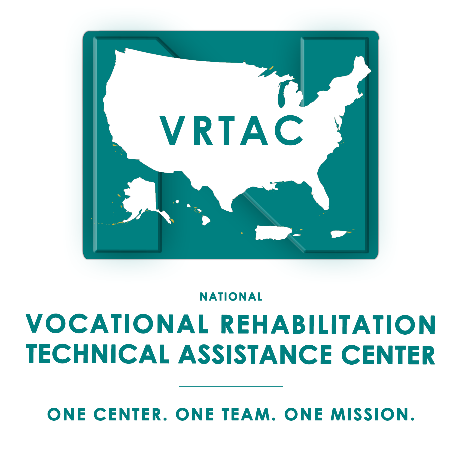 VRTAC
NATIONAL
VOCATIONAL REHABILITATION
TECHNICAL ASSISTANCE CENTER
ONE CENTER. ONE TEAM. ONE MISSION.